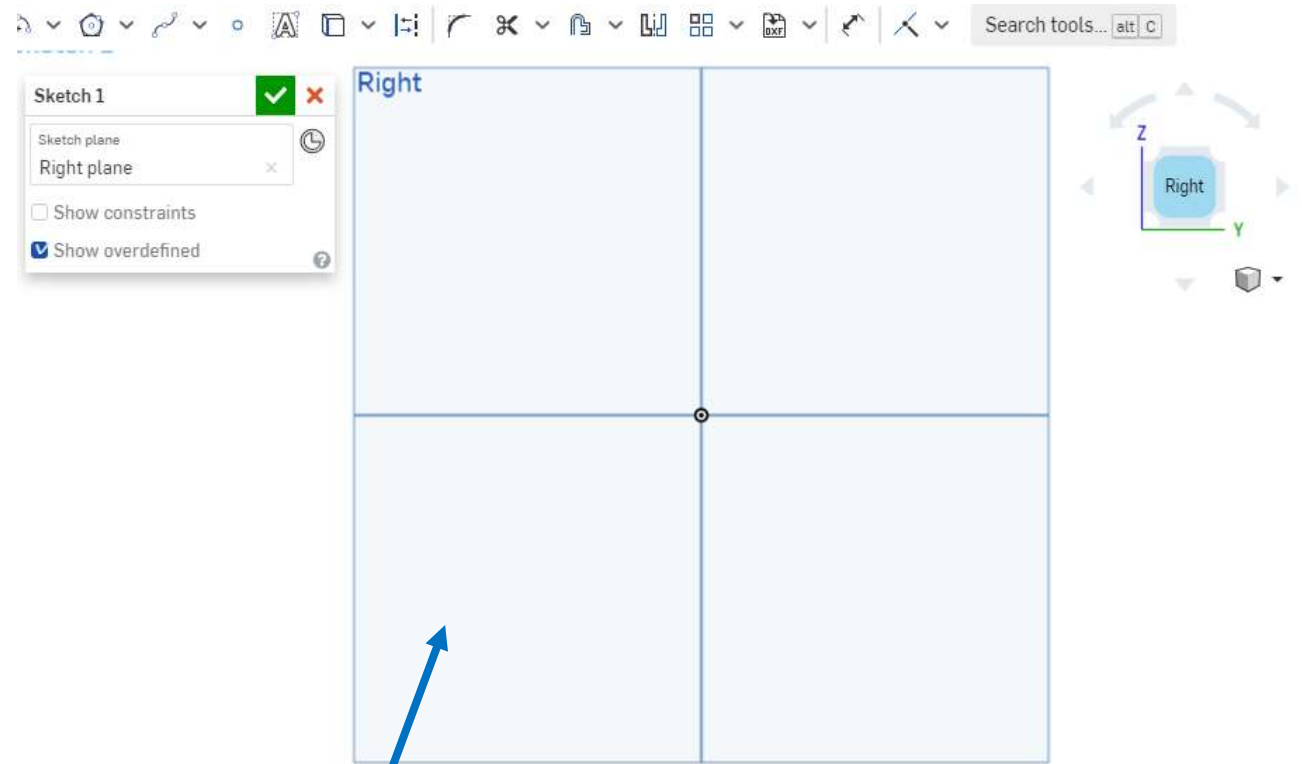 Search tools... alt C
Sketch 1
Right
Sketch plane
Right plane
Show constraints
Show overdefined
Z
Right
Y
A
DXF
?